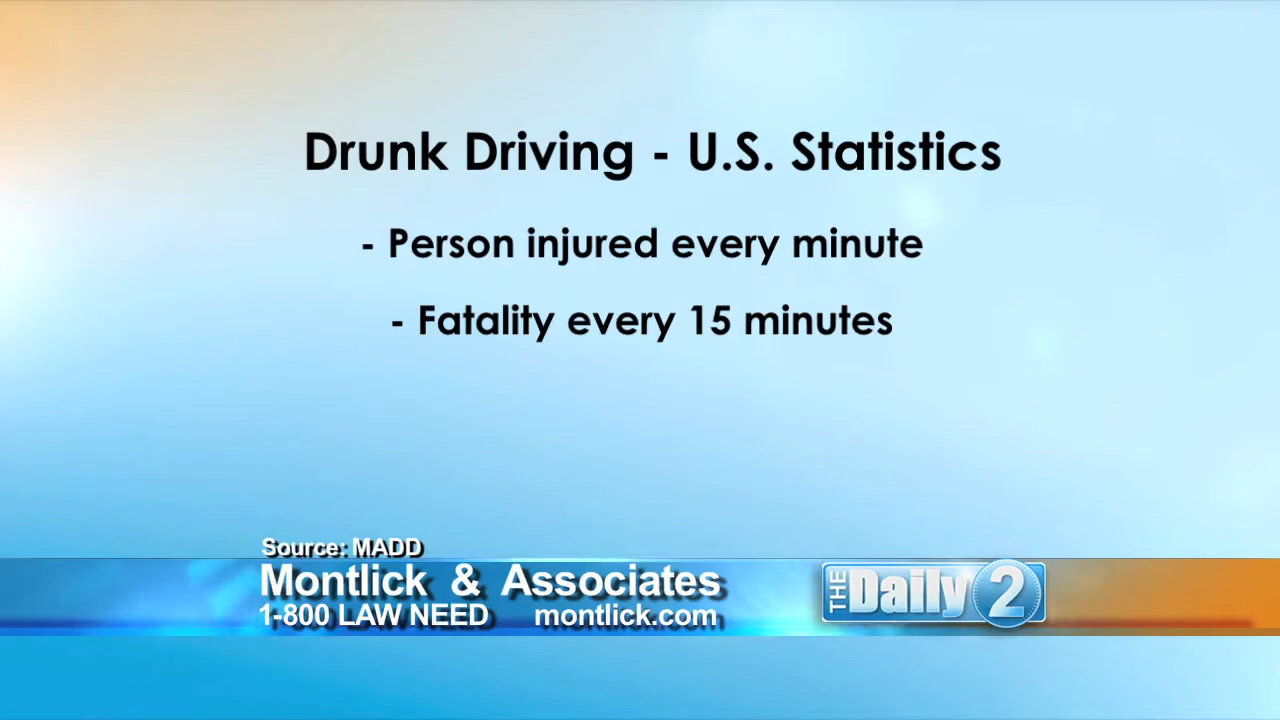 Drunk Driving - U.S. Statistics
- Person injured every minute
- Fatality every 15 minutes
Source: MADD
Montlick & Associates
1-800 LAW NEED montlick.com
THE Daily 2